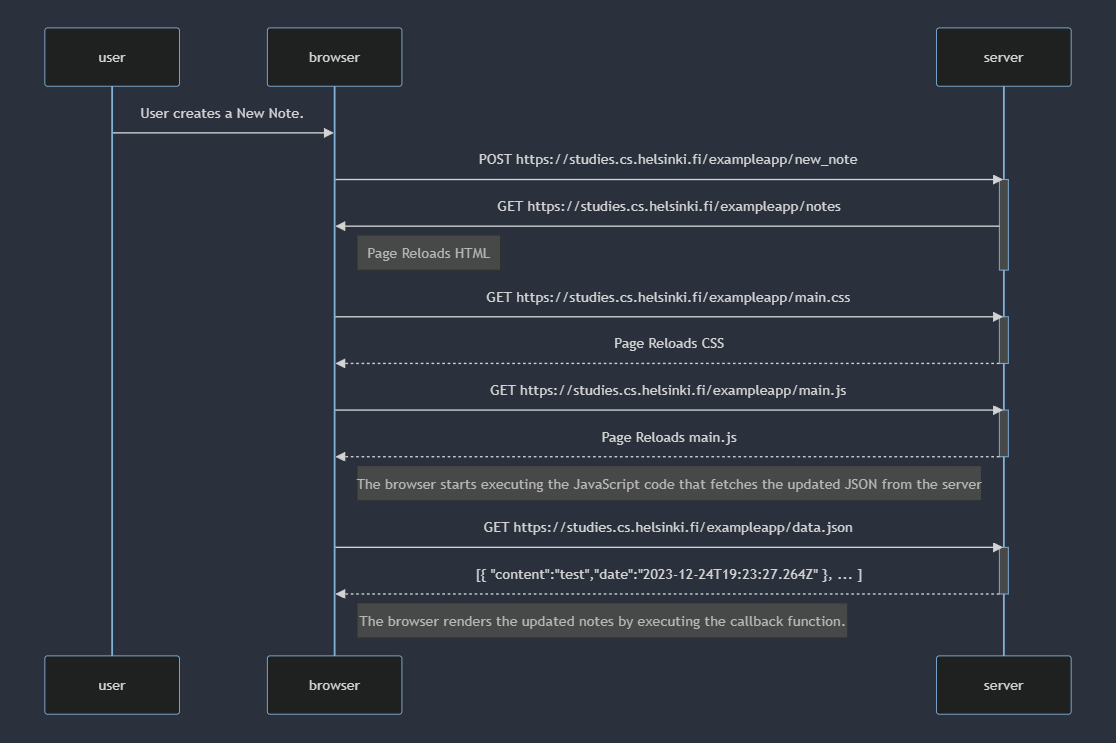 user browser server
User creates a New Note.
POST https://studies.cs.helsinki.fi/exampleapp/new_note
GET https://studies.cs.helsinki.fi/exampleapp/notes
Page Reloads HTML
GET https://studies.cs.helsinki.fi/exampleapp/main.css
Page Reloads CSS
GET https://studies.cs.helsinki.fi/exampleapp/main.js
Page Reloads main.js
The browser starts executing the JavaScript code that fetches the updated JSON from the server
GET https://studies.cs.helsinki.fi/exampleapp/data.json
[{ "content":"test","date":"2023-12-24T19:23:27.264Z" }, ... ]
The browser renders the updated notes by executing the callback function.
user browser server